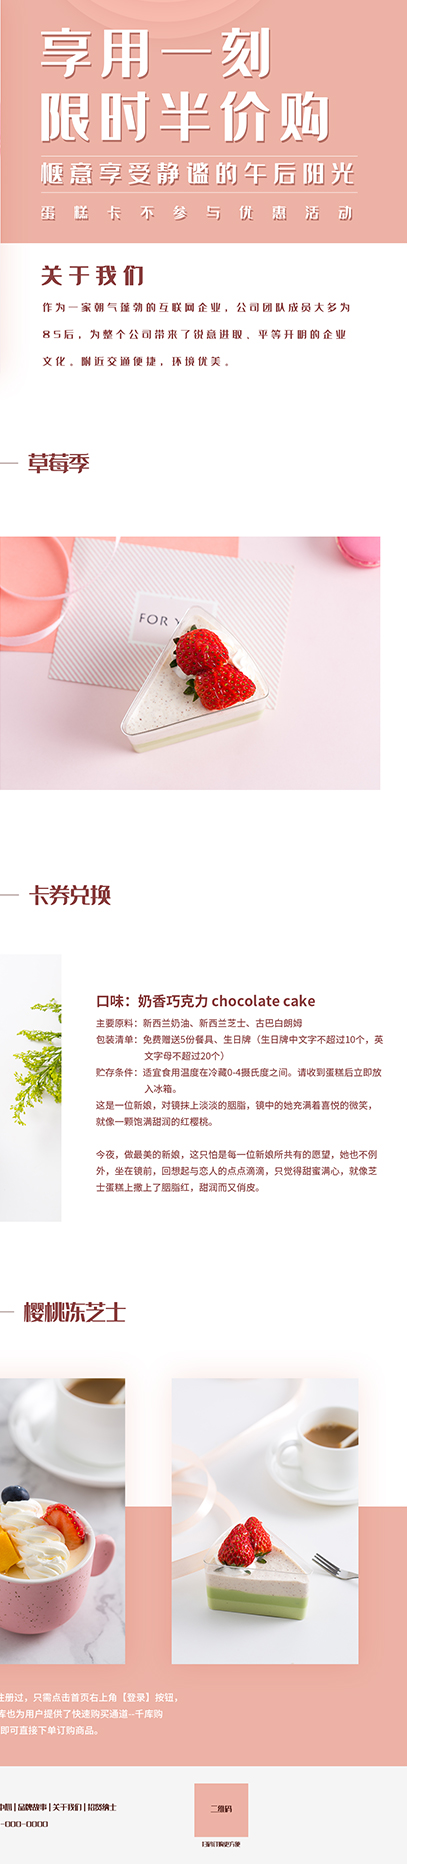 享用一刻
限时半价购
惬意享受静谧的午后阳光
蛋糕卡不参与优惠活动
关于我们
作为一家朝气蓬勃的互联网企业，公司团队成员大多为
85后，为整个公司带来了锐意进取、平等开明的企业
文化。附近交通便捷，环境优美。
草莓季
FOR Y
卡券兑换
口味：奶香巧克力 chocolate cake
主要原料：新西兰奶油、新西兰芝士、古巴白朗姆
包装清单：免费赠送5份餐具、生日牌（生日牌中文字不超过10个，英
文字母不超过20个）
贮存条件：适宜食用温度在冷藏0-4摄氏度之间。请收到蛋糕后立即放
入冰箱。
这是一位新娘，对镜抹上淡淡的胭脂，镜中的她充满着喜悦的微笑，
就像一颗饱满甜润的红樱桃。
今夜，做最美的新娘，这只怕是每一位新娘所共有的愿望，她也不例
外，坐在镜前，回想起与恋人的点点滴滴，只觉得甜蜜满心，就像芝
士蛋糕上撒上了胭脂红，甜润而又俏皮。
樱桃冻芝士
注册过，只需点击首页右上角【登录】按钮，
库也为用户提供了快速购买通道--千库购
即可直接下单订购商品。
| 品牌故事 | 关于我们 | 招贤纳士
-000-0000
二维码
扫码订购更方便